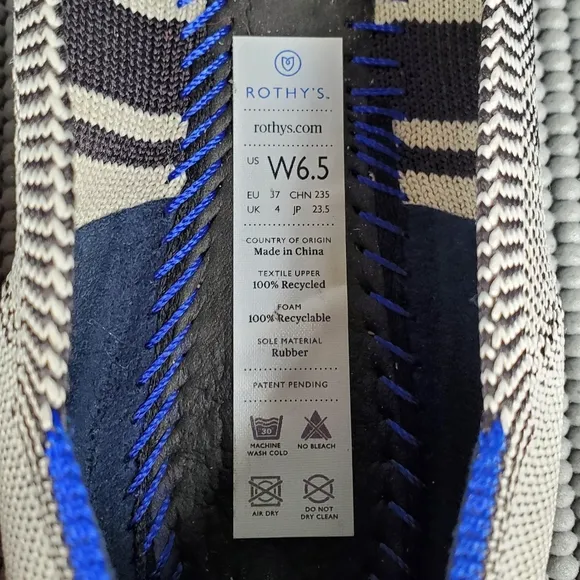 ROTHY'S™
rothys.com
US W6.5
EU 37 CHN 235
UK 4 JP 23.5
COUNTRY OF ORIGIN
Made in China
TEXTILE UPPER
100% Recycled
FOAM
100% Recyclable
SOLE MATERIAL
Rubber
PATENT PENDING
30
MACHINE WASH COLD
NO BLEACH
AIR DRY
DO NOT DRY CLEAN